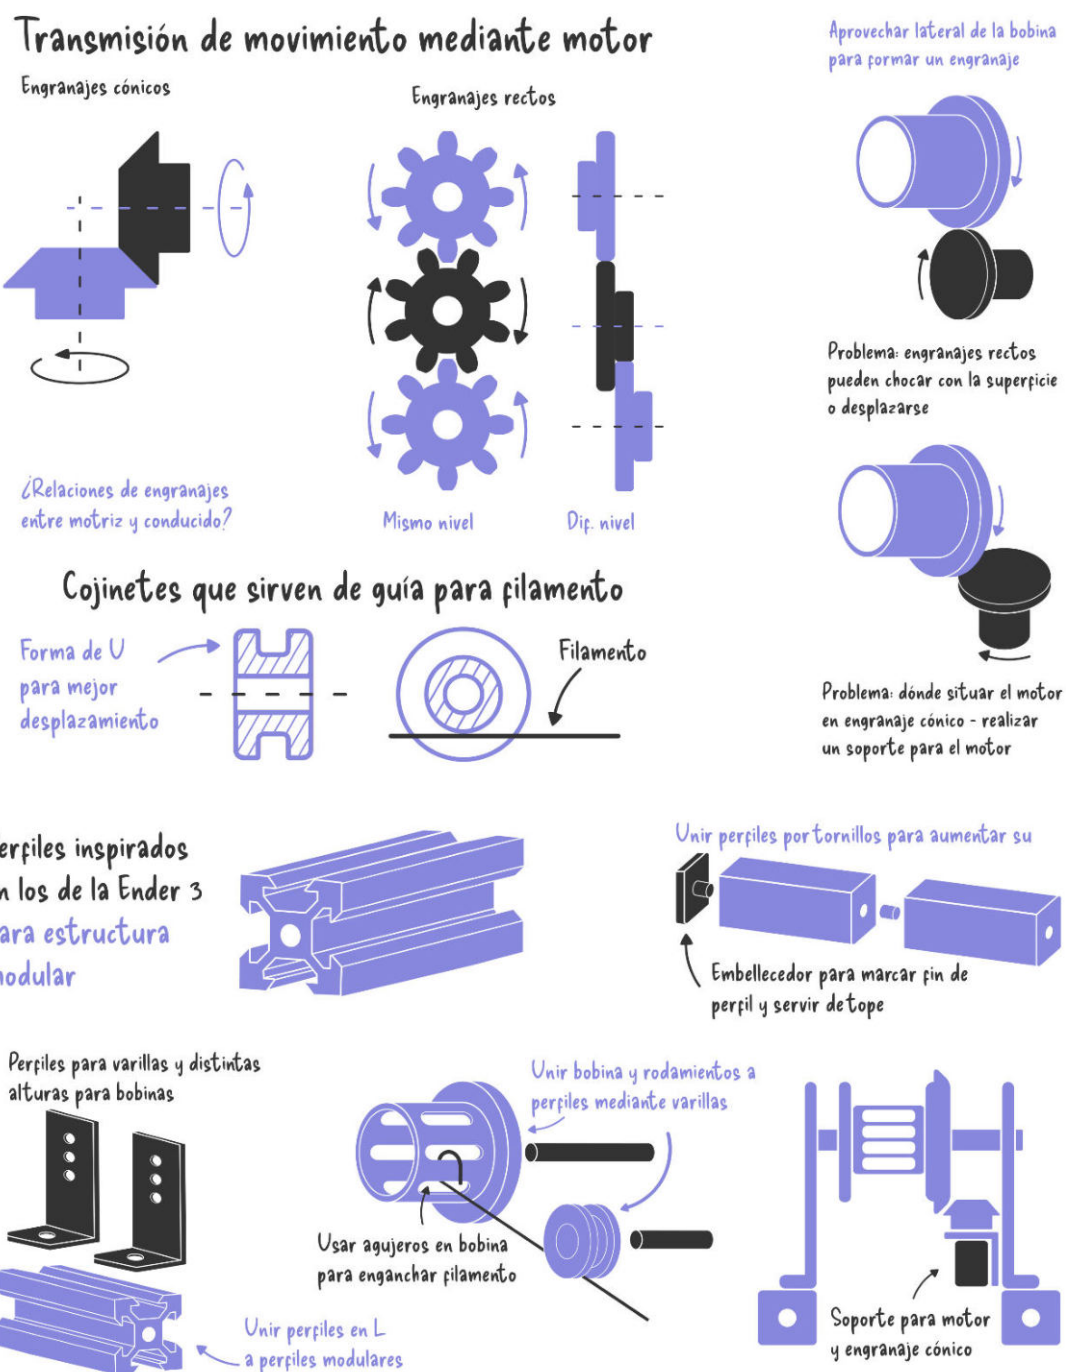 Transmisión de movimiento mediante motor
Engranajes cónicos
Engranajes rectos
¿Relaciones de engranajes
entre motriz y conducido?
Mismo nivel
Dif. nivel
Aprovechar lateral de la bobina
para formar un engranaje
Problema: engranajes rectos
pueden chocar con la superficie
o desplazarse
Problema: dónde situar el motor
en engranaje cónico - realizar
un soporte para el motor
Cojinetes que sirven de guía para filamento
Forma de U
para mejor
desplazamiento
Filamento
erfiles inspirados
n los de la Ender 3
ara estructura
modular
Unir perfiles por tornillos para aumentar su
Embellecedor para marcar fin de
perfil y servir de tope
Perfiles para varillas y distintas
alturas para bobinas
Unir perfiles en L
a perfiles modulares
Unir bobina y rodamientos a
perfiles mediante varillas
Usar agujeros en bobina
para enganchar filamento
Soporte para motor
y engranaje cónico